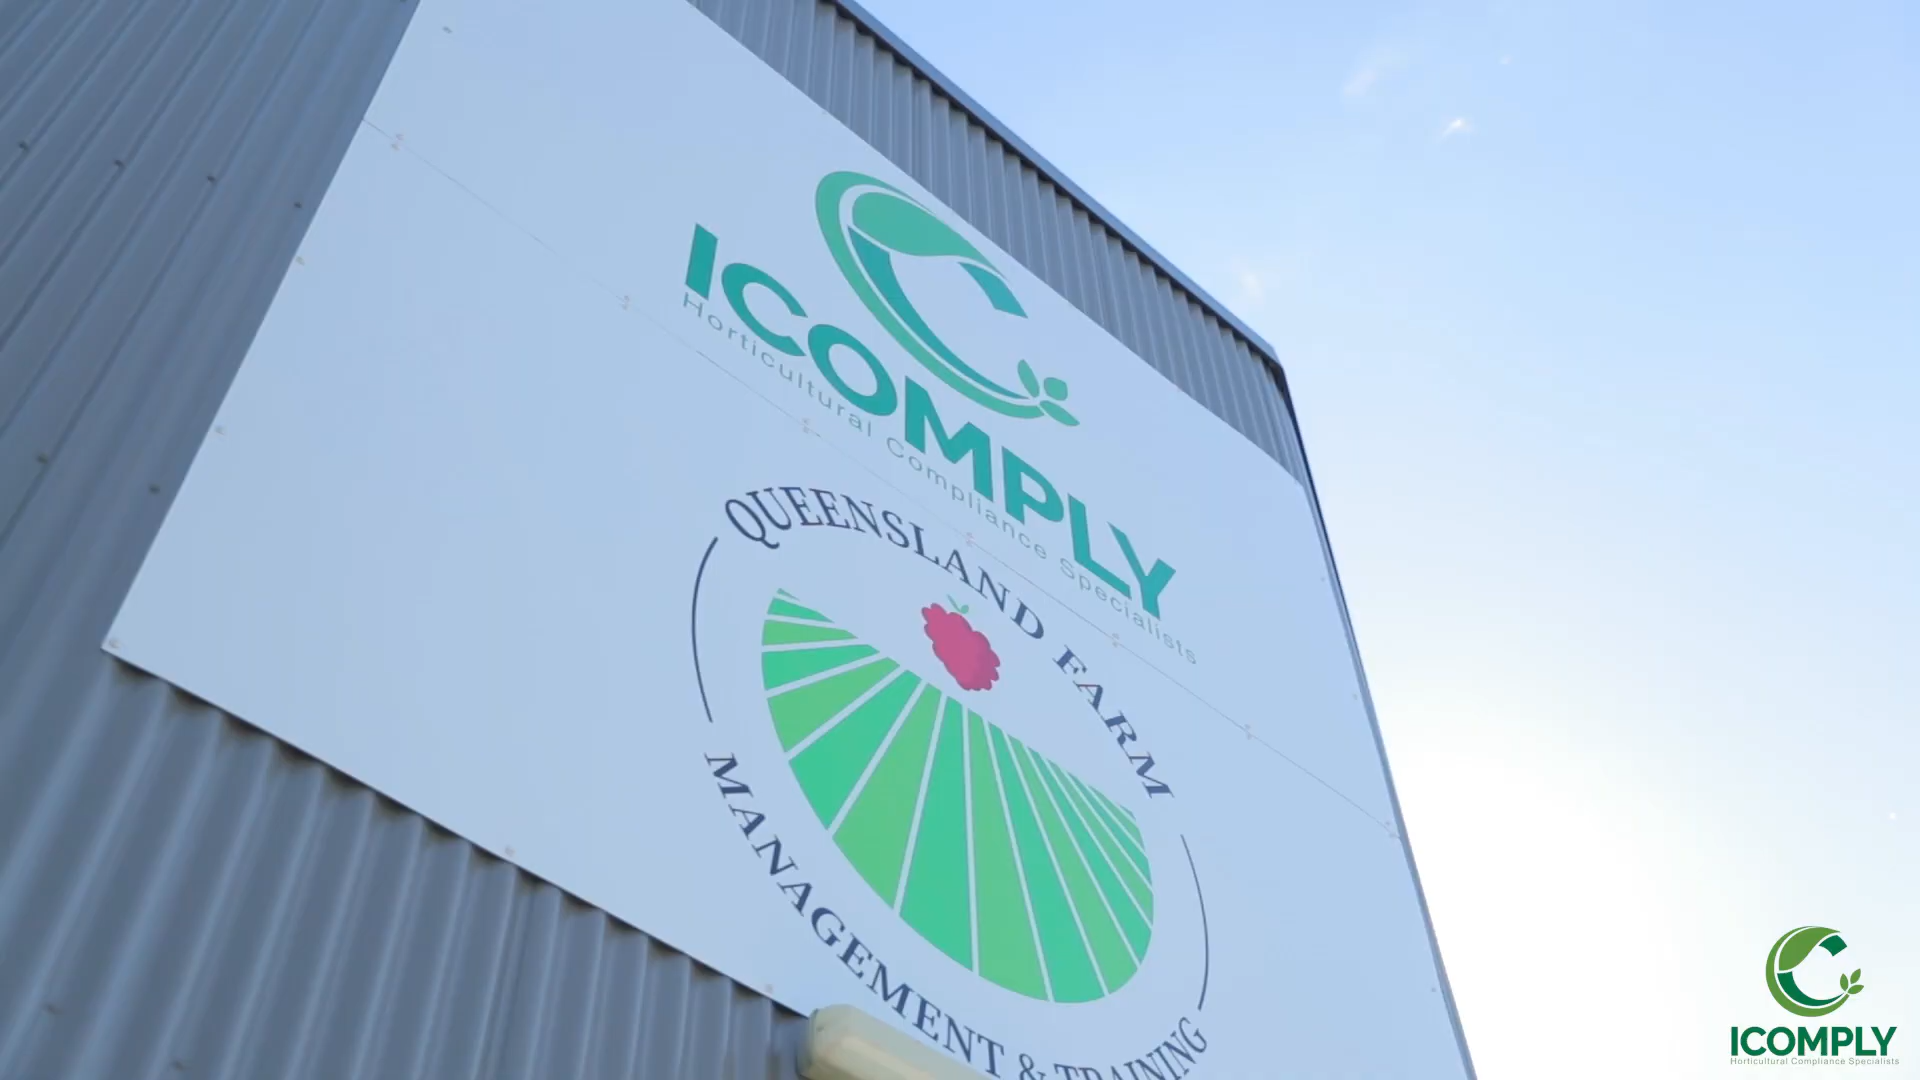 ICOMPLY
Horticultural Compliance Specialists
QUEENSLAND FARM
MANAGEMENT & TRAINING
ICOMPLY
Horticultural Compliance Specialists